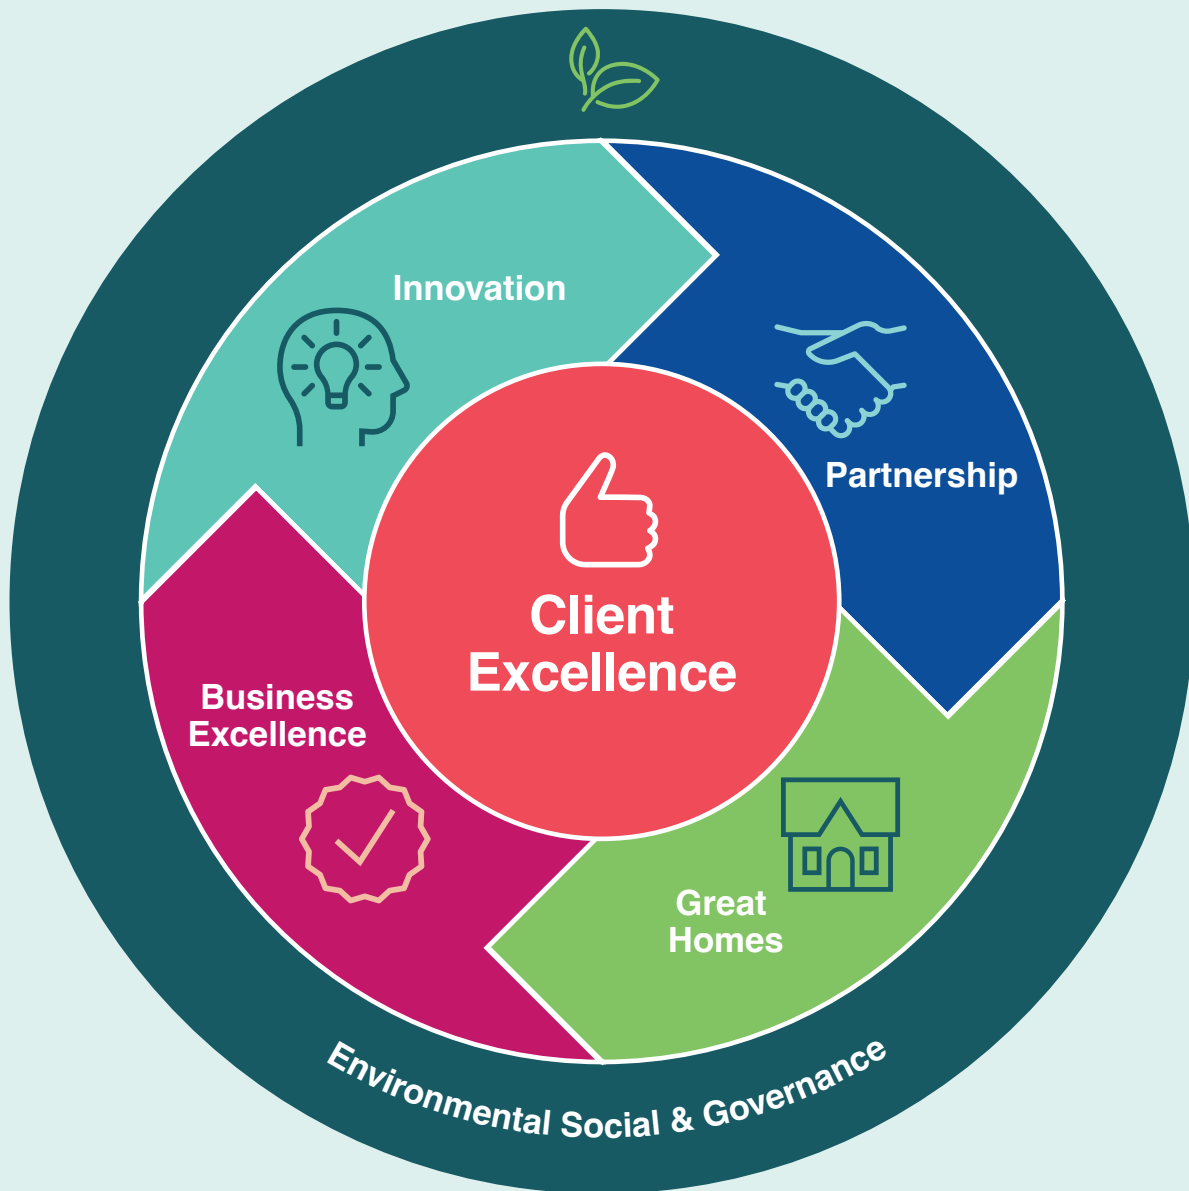 Innovation
Partnership
Client
Excellence
Business
Excellence
Great
Homes
Environmental Social & Governance